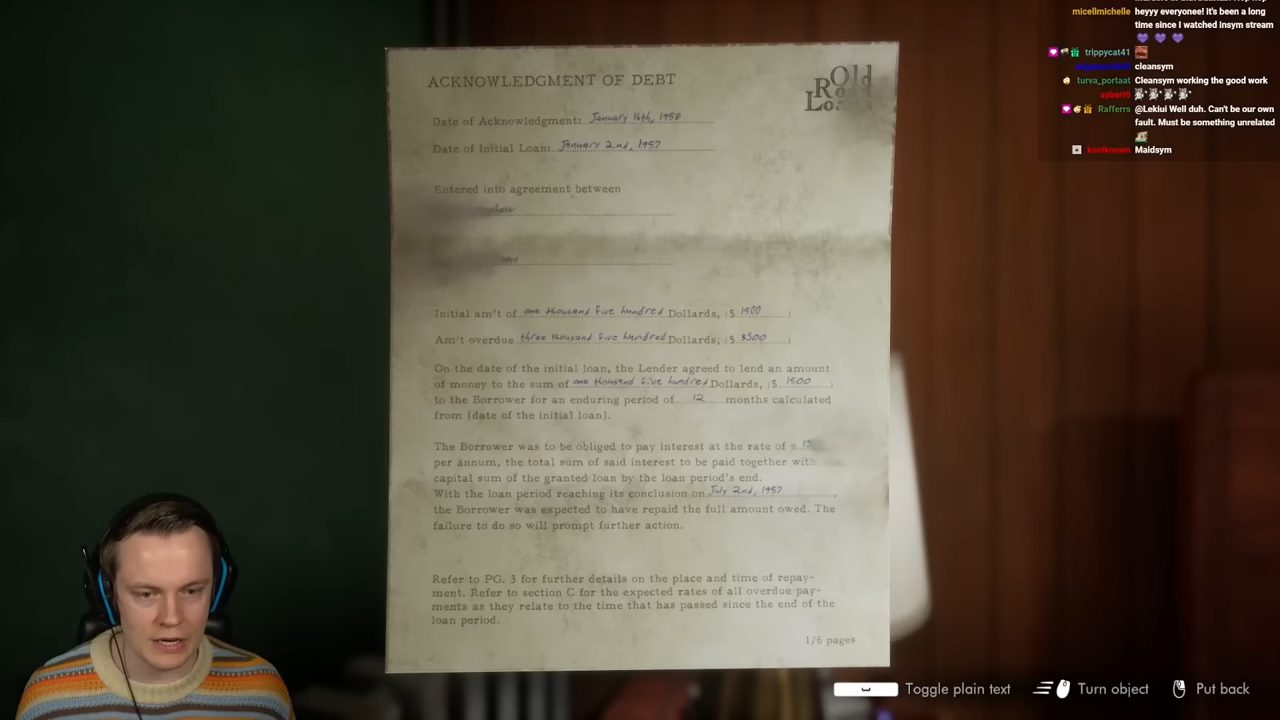 ACKNOWLEDGMENT OF DEBT
Old
Road
Loans
Date of Acknowledgment: January 16th, 1958
Date of Initial Loan: January 2nd, 1957
Entered into agreement between
Initial am't of one thousand five hundred Dollards, ($ 1500 )
Am't overdue three thousand five hundred Dollards, ($ 3500 )
On the date of the initial loan, the Lender agreed to lend an amount
of money to the sum of one thousand five hundred Dollards, ($ 1500 )
to the Borrower for an enduring period of 12 months calculated
from (date of the initial loan).
The Borrower was to be obliged to pay interest at the rate of $ 15
per annum, the total sum of said interest to be paid together with
capital sum of the granted loan by the loan period's end.
With the loan period reaching its conclusion on July 2nd, 1957,
the Borrower was expected to have repaid the full amount owed. The
failure to do so will prompt further action.
Refer to PG. 3 for further details on the place and time of repay-
ment. Refer to section C for the expected rates of all overdue pay-
ments as they relate to the time that has passed since the end of the
loan period.
1/6 pages
micellmichelle heyyy everyonee! it's been a long
time since I watched insym stream
trippycat41
cleansym
turva_portaat Cleansym working the good work
sybert0
Rafferrs @Lekiui Well duh. Can't be our own
fault. Must be something unrelated
koolknown Maidsym
Toggle plain text
Turn object
Put back